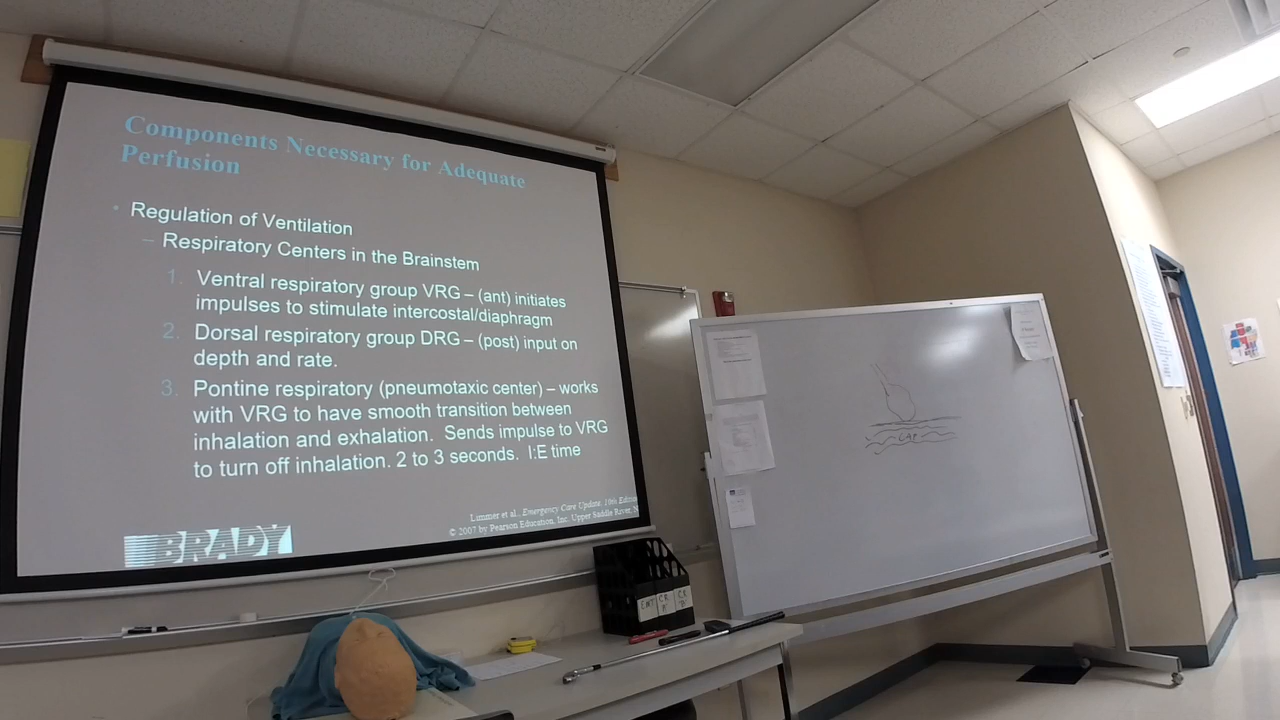 Components Necessary for Adequate
Perfusion
• Regulation of Ventilation
– Respiratory Centers in the Brainstem
1. Ventral respiratory group VRG – (ant) initiates
impulses to stimulate intercostal/diaphragm
2. Dorsal respiratory group DRG – (post) input on
depth and rate.
3. Pontine respiratory (pneumotaxic center) – works
with VRG to have smooth transition between
inhalation and exhalation. Sends impulse to VRG
to turn off inhalation. 2 to 3 seconds. I:E time
Limmer et al., Emergency Care Update, 10th Edition
© 2007 by Pearson Education, Inc. Upper Saddle River, N
BRADY
CAP
EMT
CR
CR